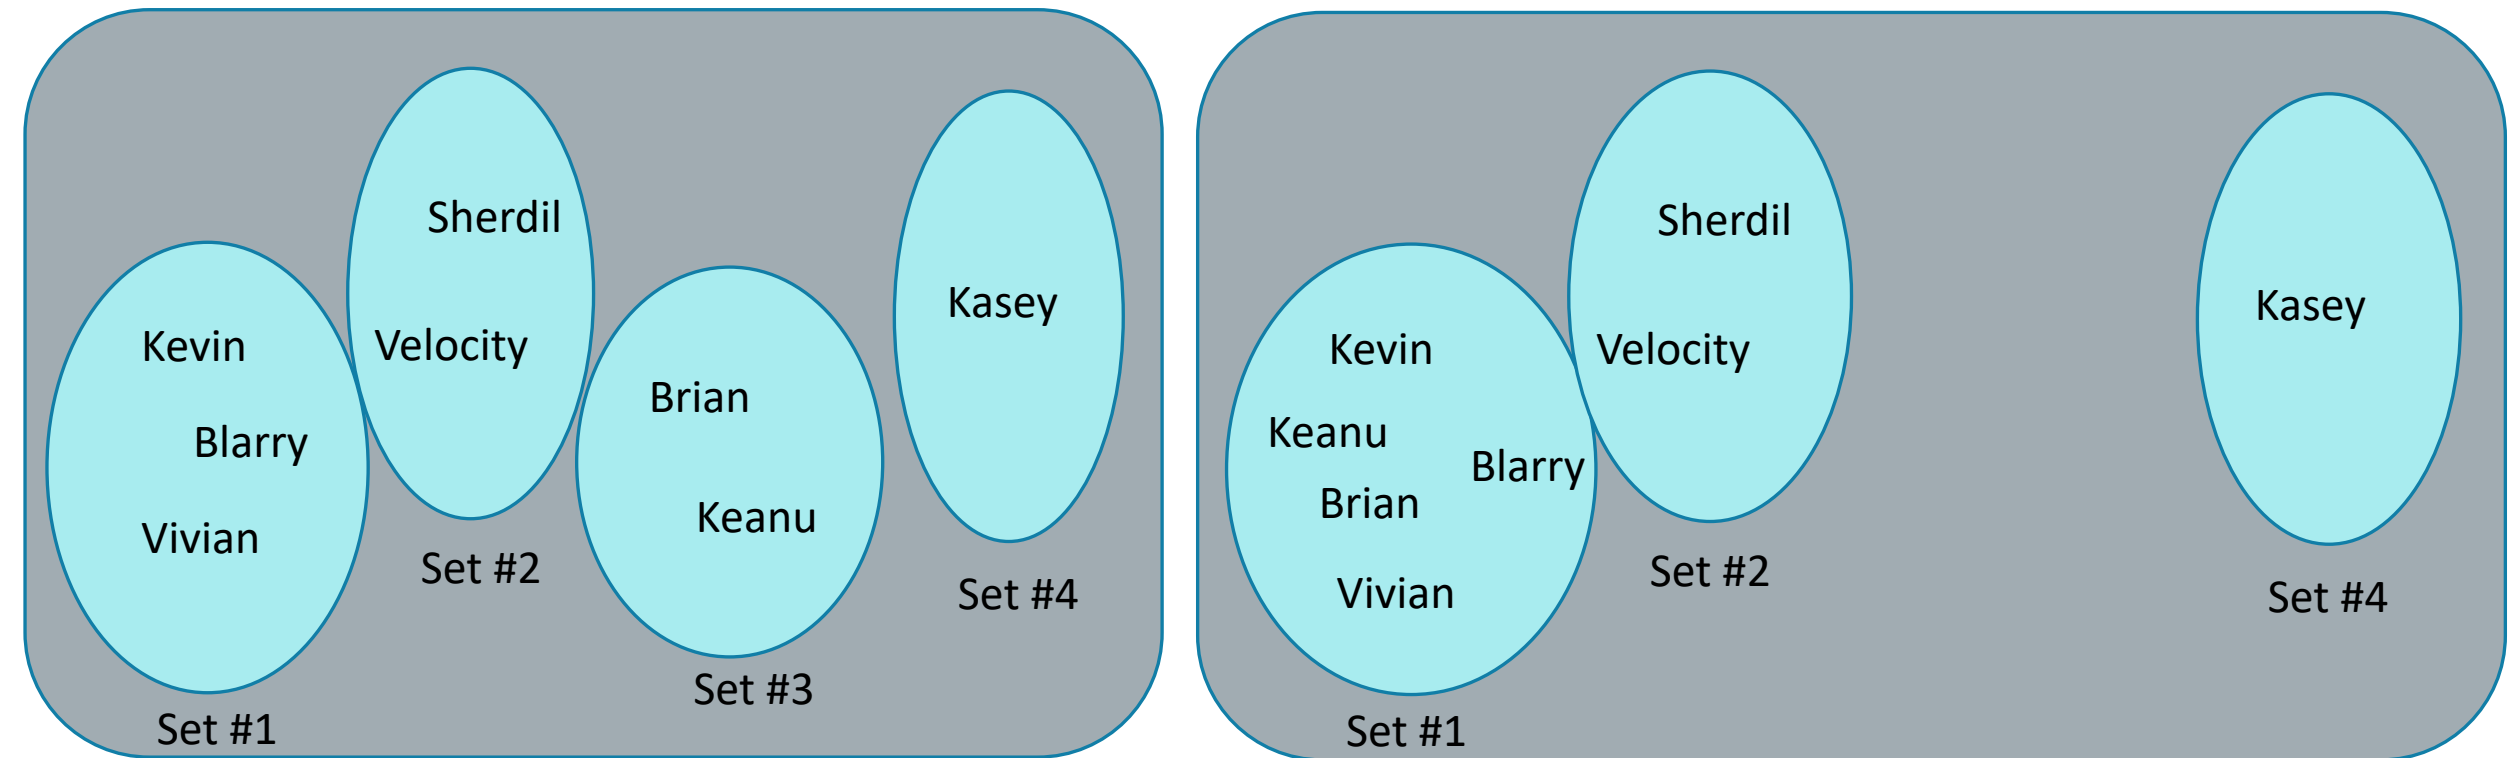 Kevin
Blarry
Vivian
Set #1
Sherdil
Velocity
Set #2
Brian
Keanu
Set #3
Kasey
Set #4
Kevin
Keanu
Blarry
Brian
Vivian
Set #1
Sherdil
Velocity
Set #2
Kasey
Set #4